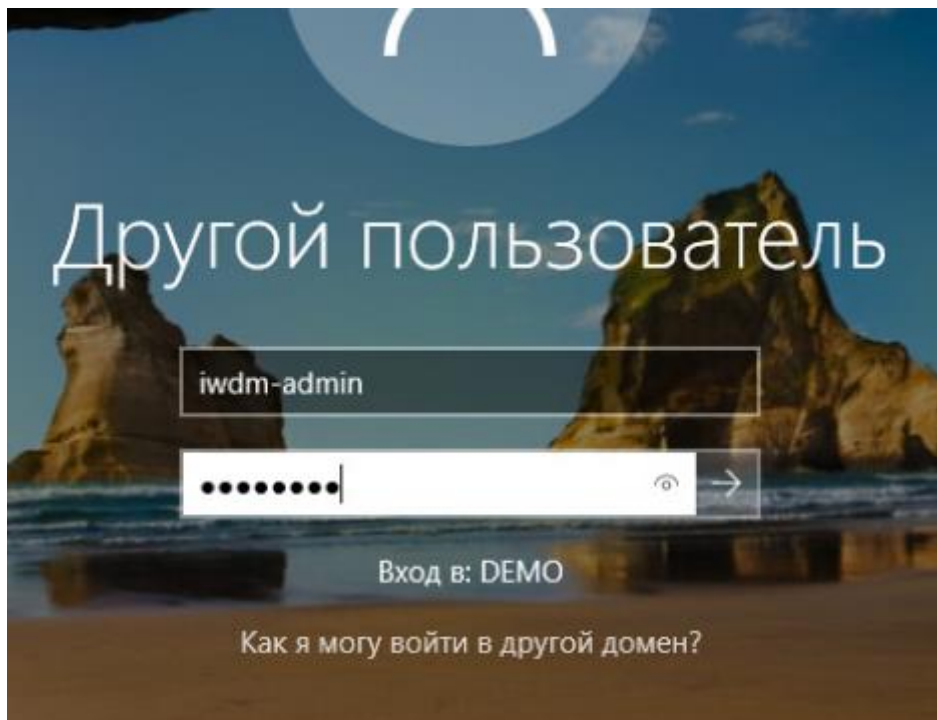 Другой пользователь
iwdm-admin
••••••••
Вход в: DEMO
Как я могу войти в другой домен?